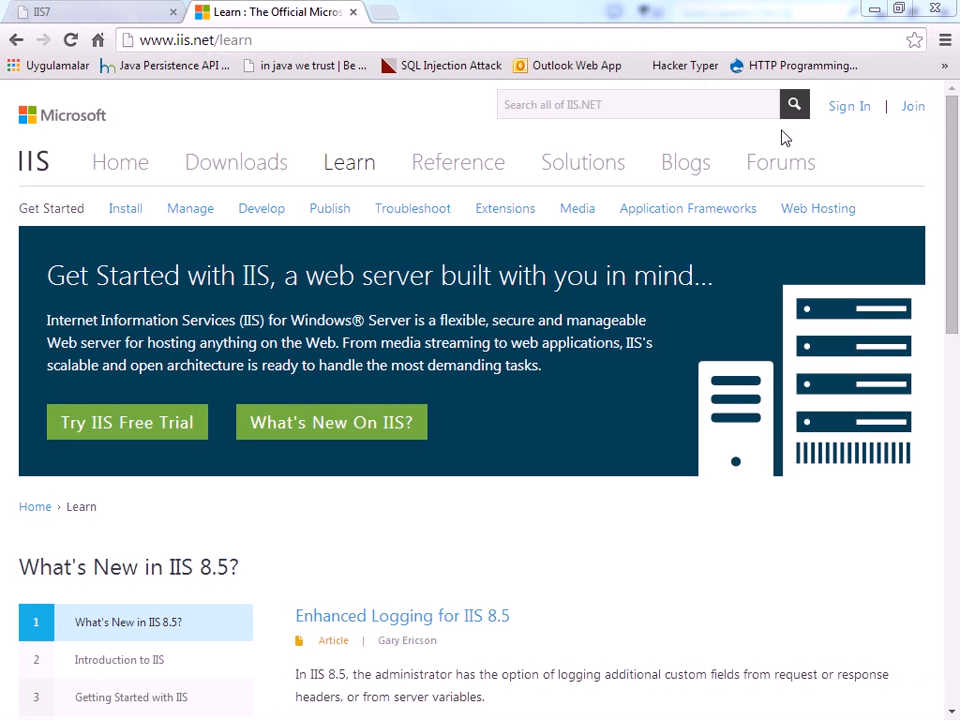 IIS7
Learn : The Official Micros
www.iis.net/learn
Uygulamalar
Java Persistence API ...
in java we trust | Be ...
SQL Injection Attack
Outlook Web App
Hacker Typer
HTTP Programming...
»
Microsoft
Search all of IIS.NET
Sign In | Join
IIS Home Downloads Learn Reference Solutions Blogs Forums
Get Started Install Manage Develop Publish Troubleshoot Extensions Media Application Frameworks Web Hosting
Get Started with IIS, a web server built with you in mind...
Internet Information Services (IIS) for Windows® Server is a flexible, secure and manageable
Web server for hosting anything on the Web. From media streaming to web applications, IIS's
scalable and open architecture is ready to handle the most demanding tasks.
Try IIS Free Trial
What's New On IIS?
Home › Learn
What's New in IIS 8.5?
1 What's New in IIS 8.5?
2 Introduction to IIS
3 Getting Started with IIS
Enhanced Logging for IIS 8.5
Article | Gary Ericson
In IIS 8.5, the administrator has the option of logging additional custom fields from request or response
headers, or from server variables.